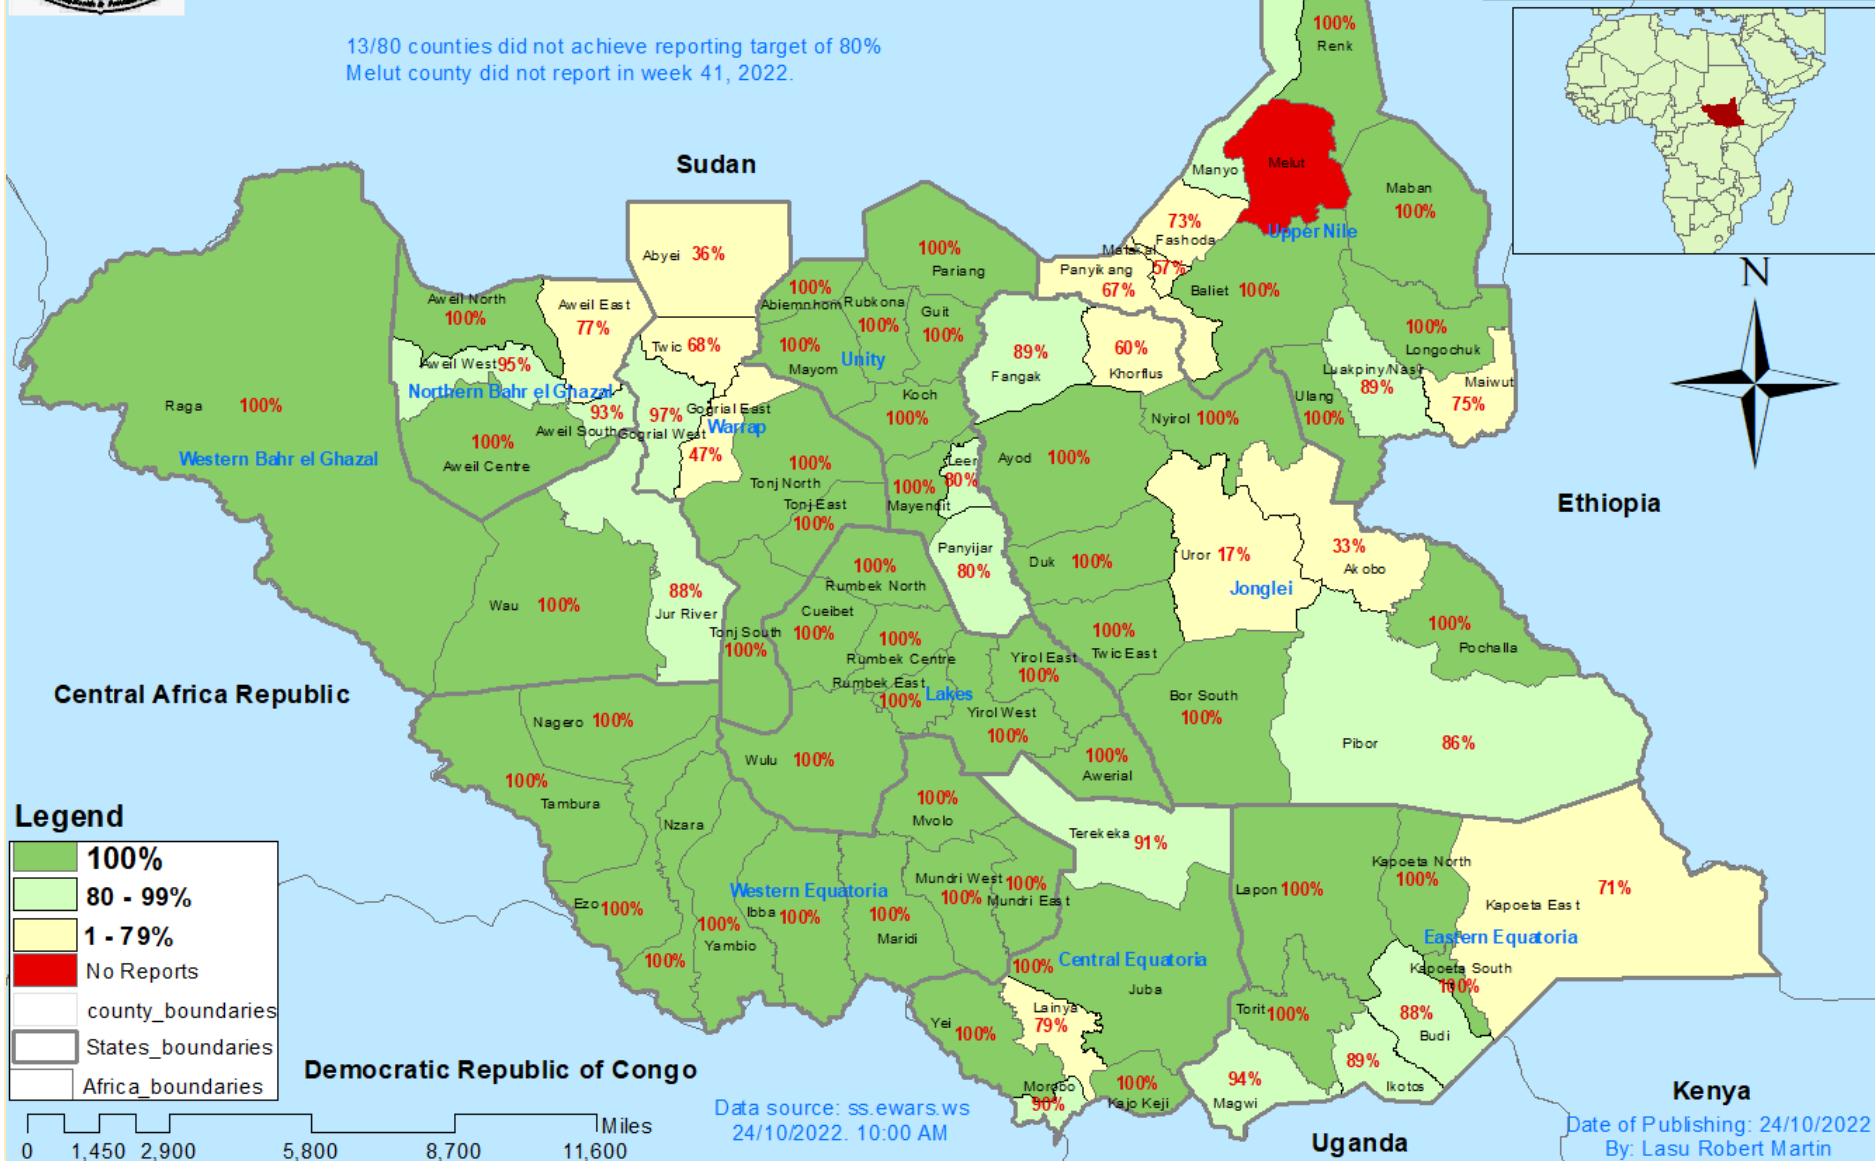 13/80 counties did not achieve reporting target of 80%
Melut county did not report in week 41, 2022.
100%
Renk
Sudan
Manyo
Melut
Maban
100%
73%
Fashoda
Upper Nile
Abyei 36%
100%
Pariang
Malakal
57%
Panyikang
67%
Baliet 100%
N
Aweil North
100%
Aweil East
77%
100%
Abiemnhom
Rubkona
100%
Guit
100%
100%
Longochuk
Twic 68%
100%
Mayom
Unity
89%
Fangak
60%
Khorflus
Aweil West 95%
Northern Bahr el Ghazal
Luakpiny/Nasir
89%
Maiwut
75%
Raga 100%
93%
Aweil South
97%
Gogrial West
Gogrial East
47%
Warrap
Koch
100%
Nyirol 100%
Ulang
100%
100%
Aweil Centre
Western Bahr el Ghazal
100%
Tonj North
Leer
80%
100%
Mayendit
Ayod 100%
Tonj East
100%
Ethiopia
Panyijar
80%
Duk 100%
Uror 17%
33%
Akobo
Jonglei
100%
Rumbek North
Wau 100%
88%
Jur River
Cueibet
100%
Tonj South
100%
100%
Rumbek Centre
100%
Twic East
100%
Pochalla
Yirol East
100%
Rumbek East
100%
Lakes
Central Africa Republic
Bor South
100%
Nagero 100%
Yirol West
100%
Pibor 86%
Wulu 100%
100%
Awerial
100%
Tambura
100%
Mvolo
Nzara
Terekeka 91%
Legend
100%
80 - 99%
1 - 79%
No Reports
county_boundaries
States_boundaries
Africa_boundaries
Kapoeta North
100%
Lapon 100%
71%
Kapoeta East
Eastern Equatoria
Mundri West
100%
100%
Mundri East
Western Equatoria
Ezo 100%
Ibba 100%
100%
Yambio
100%
Maridi
100%
100%
Central Equatoria
Juba
Kapoeta South
100%
88%
Budi
Torit 100%
Yei 100%
Lainya
79%
89%
Ikotos
94%
Magwi
Morobo
90%
100%
Kajo Keji
Democratic Republic of Congo
Kenya
Uganda
Data source: ss.ewars.ws
24/10/2022. 10:00 AM
Date of Publishing: 24/10/2022
By: Lasu Robert Martin
Miles
0 1,450 2,900 5,800 8,700 11,600